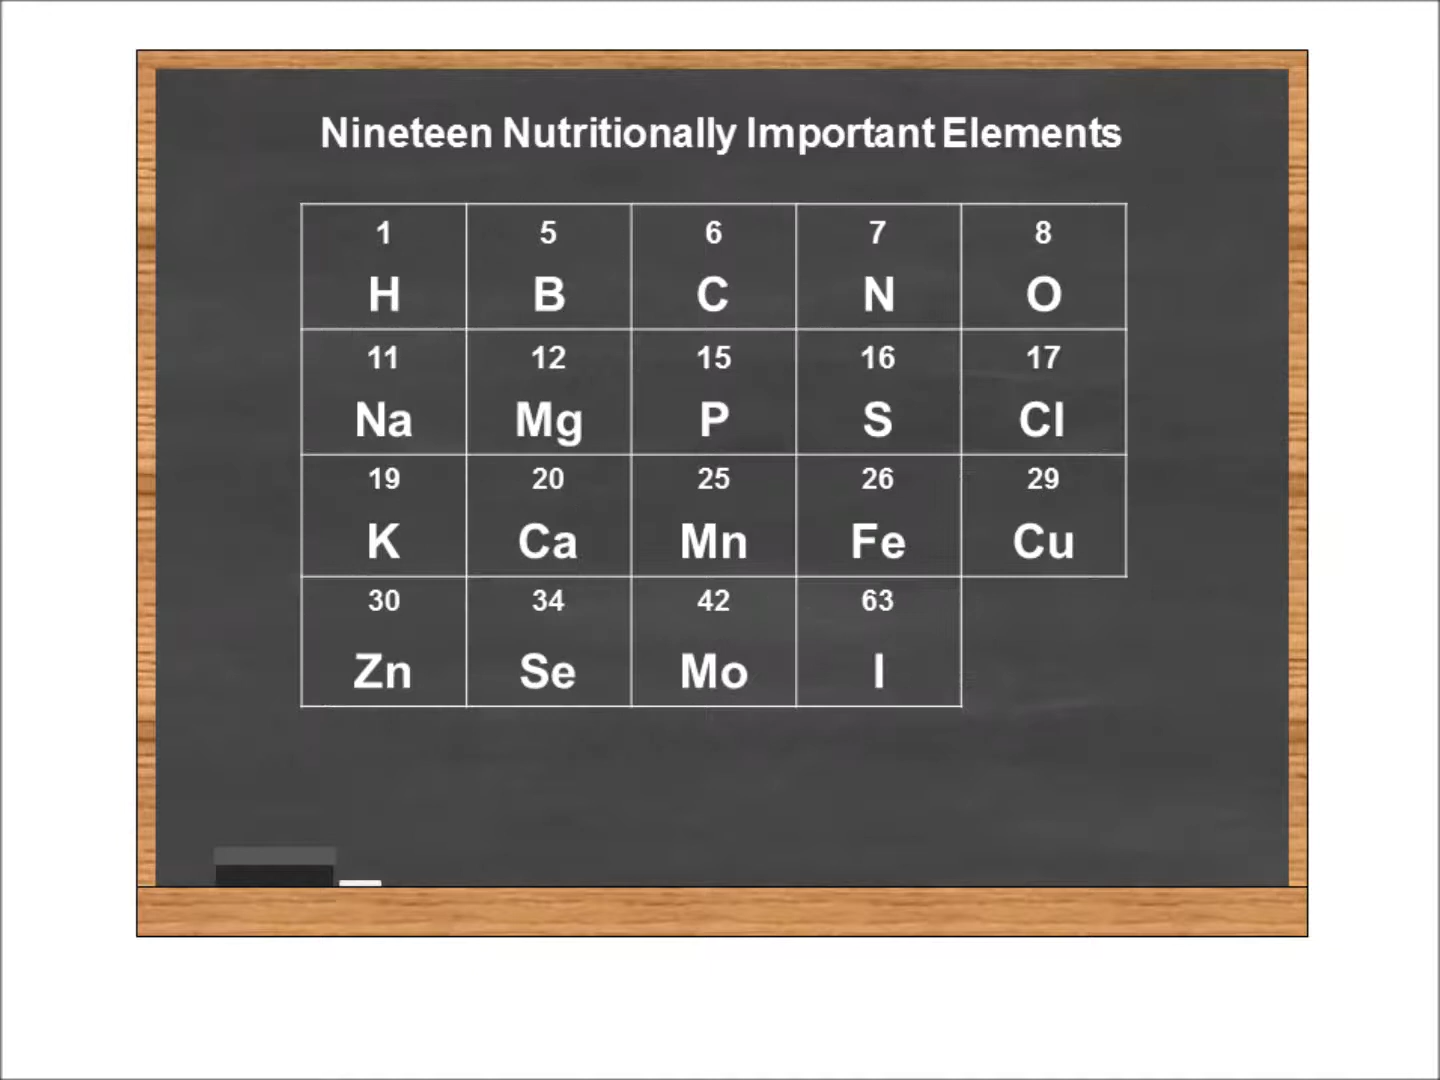 Nineteen Nutritionally Important Elements
1 5 6 7 8
H B C N O
11 12 15 16 17
Na Mg P S Cl
19 20 25 26 29
K Ca Mn Fe Cu
30 34 42 63
Zn Se Mo I